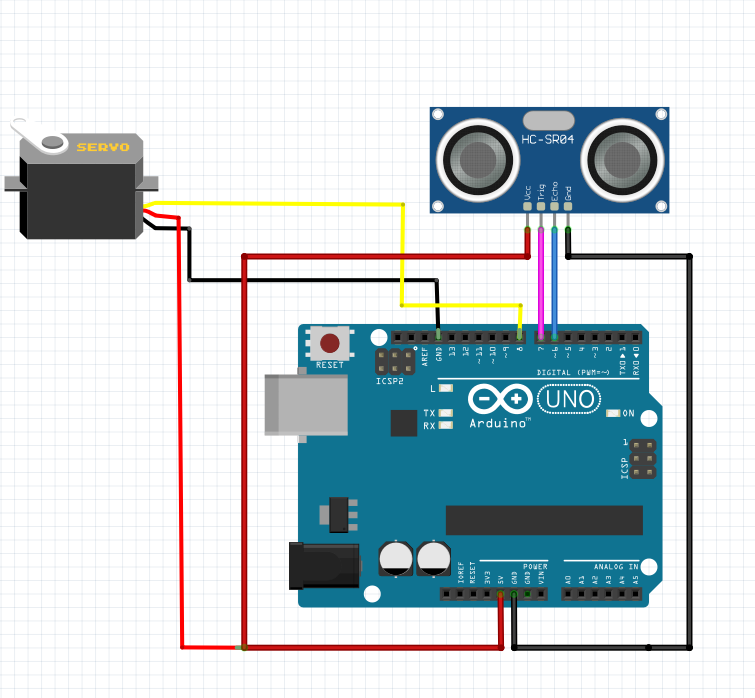 SERVO
HC-SR04
Vcc
Trig
Echo
Gnd
RESET
ICSP2
AREF
GND
13
12
~11
~10
~9
8
7
~6
~5
4
~3
2
TX0▶1
RX0◀0
DIGITAL (PWM=~)
L
TX
RX
UNO
ON
Arduino™
1
ICSP
POWER
ANALOG IN
IOREF
RESET
3V3
5V
GND
GND
VIN
A0
A1
A2
A3
A4
A5